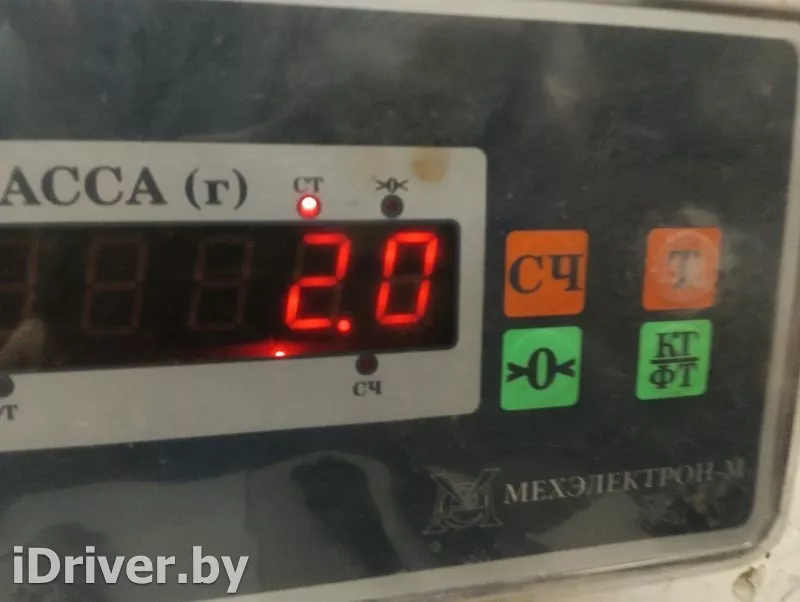 АССА (г)
СТ
>0<
2.0
СЧ
СЧ
Т
>0<
КТ
ФТ
МЕХЭЛЕКТРОН-М
iDriver.by